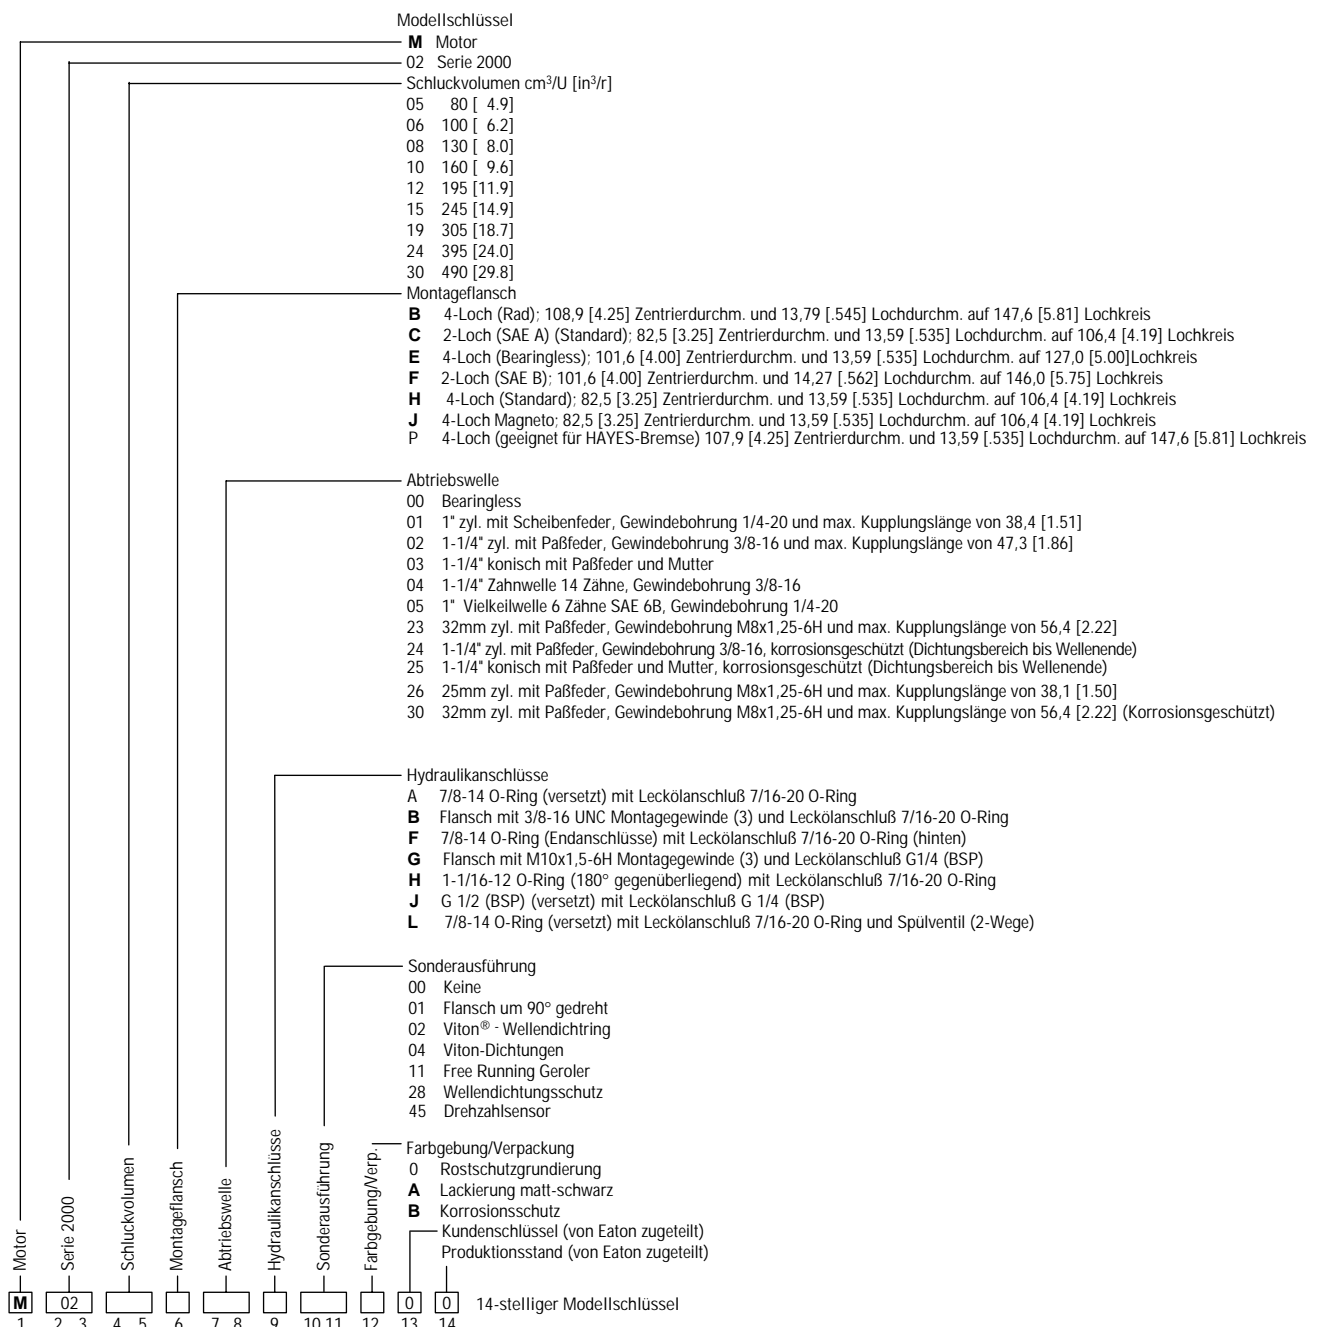 Modellschlüssel
M Motor
02 Serie 2000
Schluckvolumen cm³/U [in³/r]
05 80 [ 4.9]
06 100 [ 6.2]
08 130 [ 8.0]
10 160 [ 9.6]
12 195 [11.9]
15 245 [14.9]
19 305 [18.7]
24 395 [24.0]
30 490 [29.8]
Montageflansch
B 4-Loch (Rad); 108,9 [4.25] Zentrierdurchm. und 13,79 [.545] Lochdurchm. auf 147,6 [5.81] Lochkreis
C 2-Loch (SAE A) (Standard); 82,5 [3.25] Zentrierdurchm. und 13,59 [.535] Lochdurchm. auf 106,4 [4.19] Lochkreis
E 4-Loch (Bearingless); 101,6 [4.00] Zentrierdurchm. und 13,59 [.535] Lochdurchm. auf 127,0 [5.00]Lochkreis
F 2-Loch (SAE B); 101,6 [4.00] Zentrierdurchm. und 14,27 [.562] Lochdurchm. auf 146,0 [5.75] Lochkreis
H 4-Loch (Standard); 82,5 [3.25] Zentrierdurchm. und 13,59 [.535] Lochdurchm. auf 106,4 [4.19] Lochkreis
J 4-Loch Magneto; 82,5 [3.25] Zentrierdurchm. und 13,59 [.535] Lochdurchm. auf 106,4 [4.19] Lochkreis
P 4-Loch (geeignet für HAYES-Bremse) 107,9 [4.25] Zentrierdurchm. und 13,59 [.535] Lochdurchm. auf 147,6 [5.81] Lochkreis
Abtriebswelle
00 Bearingless
01 1" zyl. mit Scheibenfeder, Gewindebohrung 1/4-20 und max. Kupplungslänge von 38,4 [1.51]
02 1-1/4" zyl. mit Paßfeder, Gewindebohrung 3/8-16 und max. Kupplungslänge von 47,3 [1.86]
03 1-1/4" konisch mit Paßfeder und Mutter
04 1-1/4" Zahnwelle 14 Zähne, Gewindebohrung 3/8-16
05 1" Vielkeilwelle 6 Zähne SAE 6B, Gewindebohrung 1/4-20
23 32mm zyl. mit Paßfeder, Gewindebohrung M8x1,25-6H und max. Kupplungslänge von 56,4 [2.22]
24 1-1/4" zyl. mit Paßfeder, Gewindebohrung 3/8-16, korrosionsgeschützt (Dichtungsbereich bis Wellenende)
25 1-1/4" konisch mit Paßfeder und Mutter, korrosionsgeschützt (Dichtungsbereich bis Wellenende)
26 25mm zyl. mit Paßfeder, Gewindebohrung M8x1,25-6H und max. Kupplungslänge von 38,1 [1.50]
30 32mm zyl. mit Paßfeder, Gewindebohrung M8x1,25-6H und max. Kupplungslänge von 56,4 [2.22] (Korrosionsgeschützt)
Hydraulikanschlüsse
A 7/8-14 O-Ring (versetzt) mit Leckölanschluß 7/16-20 O-Ring
B Flansch mit 3/8-16 UNC Montagegewinde (3) und Leckölanschluß 7/16-20 O-Ring
F 7/8-14 O-Ring (Endanschlüsse) mit Leckölanschluß 7/16-20 O-Ring (hinten)
G Flansch mit M10x1,5-6H Montagegewinde (3) und Leckölanschluß G1/4 (BSP)
H 1-1/16-12 O-Ring (180° gegenüberliegend) mit Leckölanschluß 7/16-20 O-Ring
J G 1/2 (BSP) (versetzt) mit Leckölanschluß G 1/4 (BSP)
L 7/8-14 O-Ring (versetzt) mit Leckölanschluß 7/16-20 O-Ring und Spülventil (2-Wege)
Sonderausführung
00 Keine
01 Flansch um 90° gedreht
02 Viton® - Wellendichtring
04 Viton-Dichtungen
11 Free Running Geroler
28 Wellendichtungsschutz
45 Drehzahlsensor
Farbgebung/Verpackung
0 Rostschutzgrundierung
A Lackierung matt-schwarz
B Korrosionsschutz
Kundenschlüssel (von Eaton zugeteilt)
Produktionsstand (von Eaton zugeteilt)
Motor
Serie 2000
Schluckvolumen
Montageflansch
Abtriebswelle
Hydraulikanschlüsse
Sonderausführung
Farbgebung/Verp.
M 02 0 0 14-stelliger Modellschlüssel
1 2 3 4 5 6 7 8 9 10 11 12 13 14